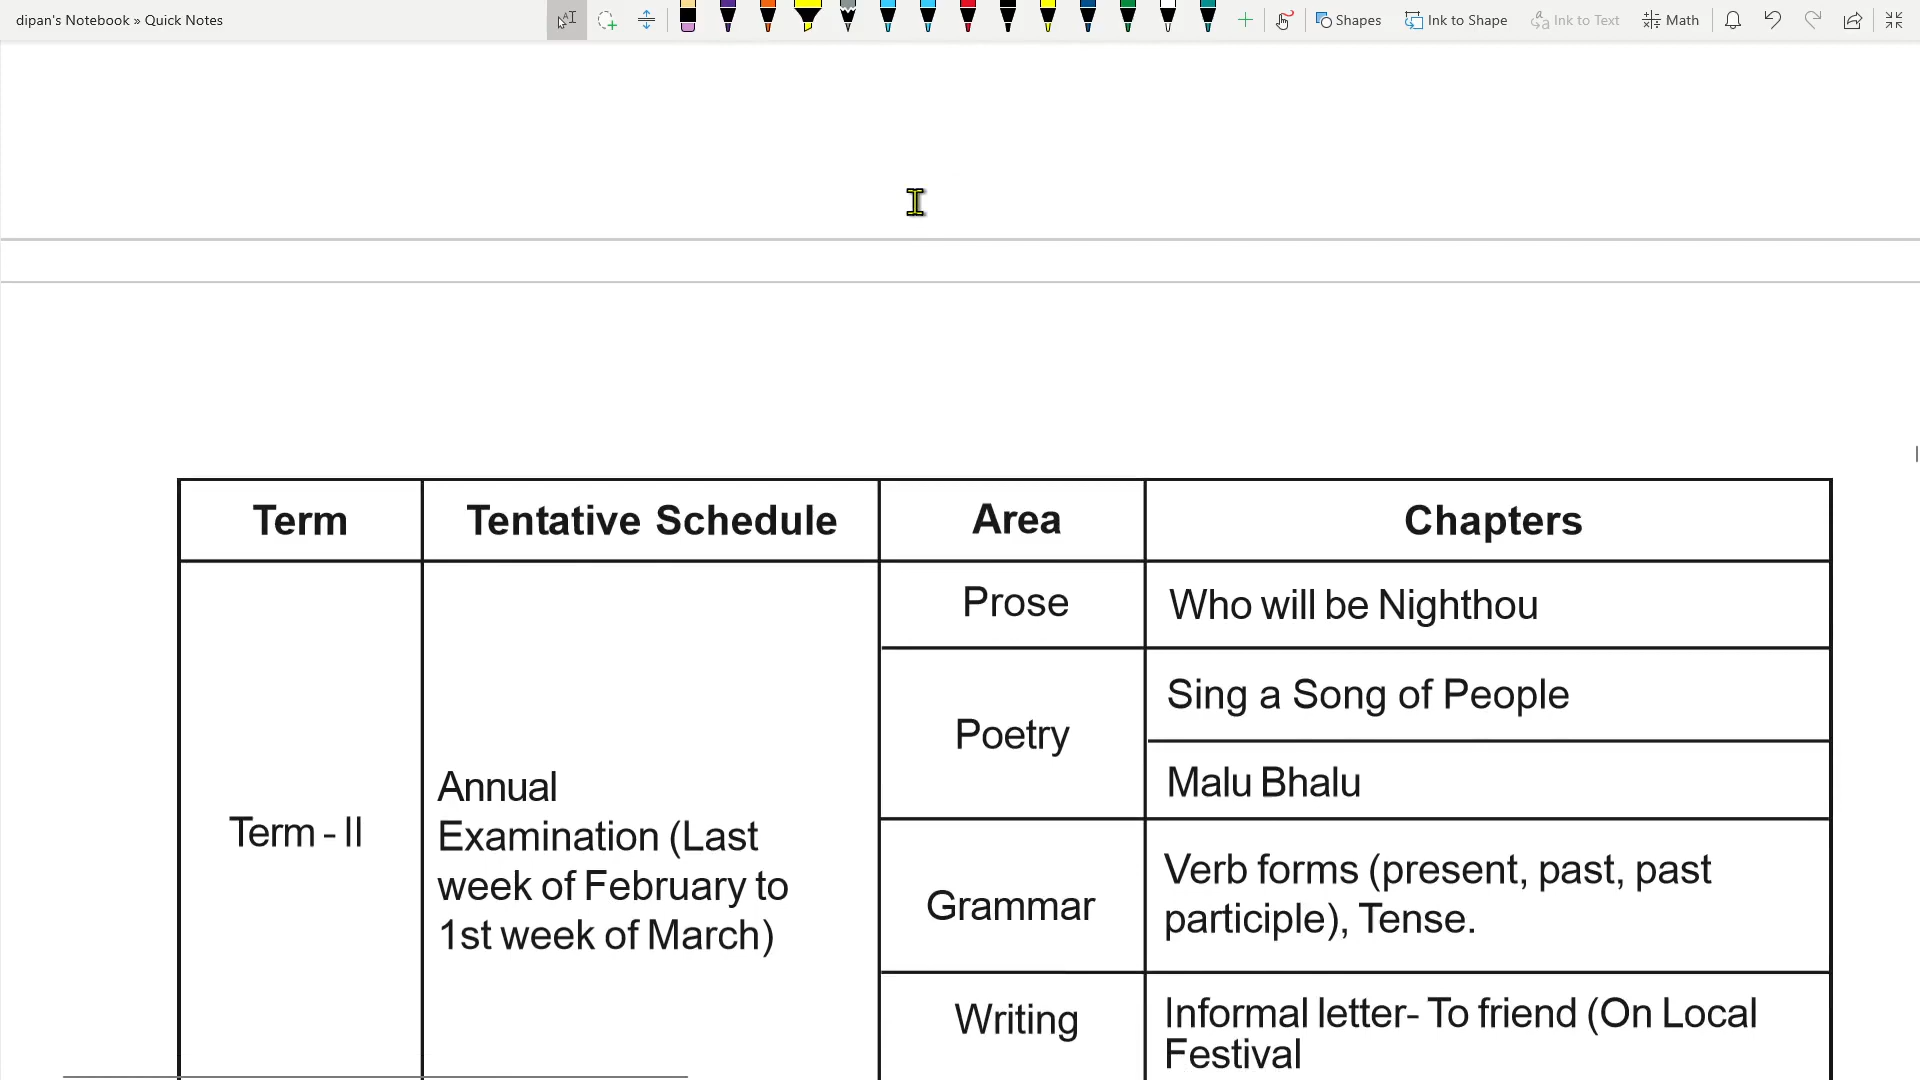 dipan's Notebook » Quick Notes
Shapes
Ink to Shape
Ink to Text
Math
Term
Tentative Schedule
Area
Chapters
Term - II
Annual
Examination (Last
week of February to
1st week of March)
Prose
Who will be Nighthou
Poetry
Sing a Song of People
Malu Bhalu
Grammar
Verb forms (present, past, past
participle), Tense.
Writing
Informal letter- To friend (On Local
Festival